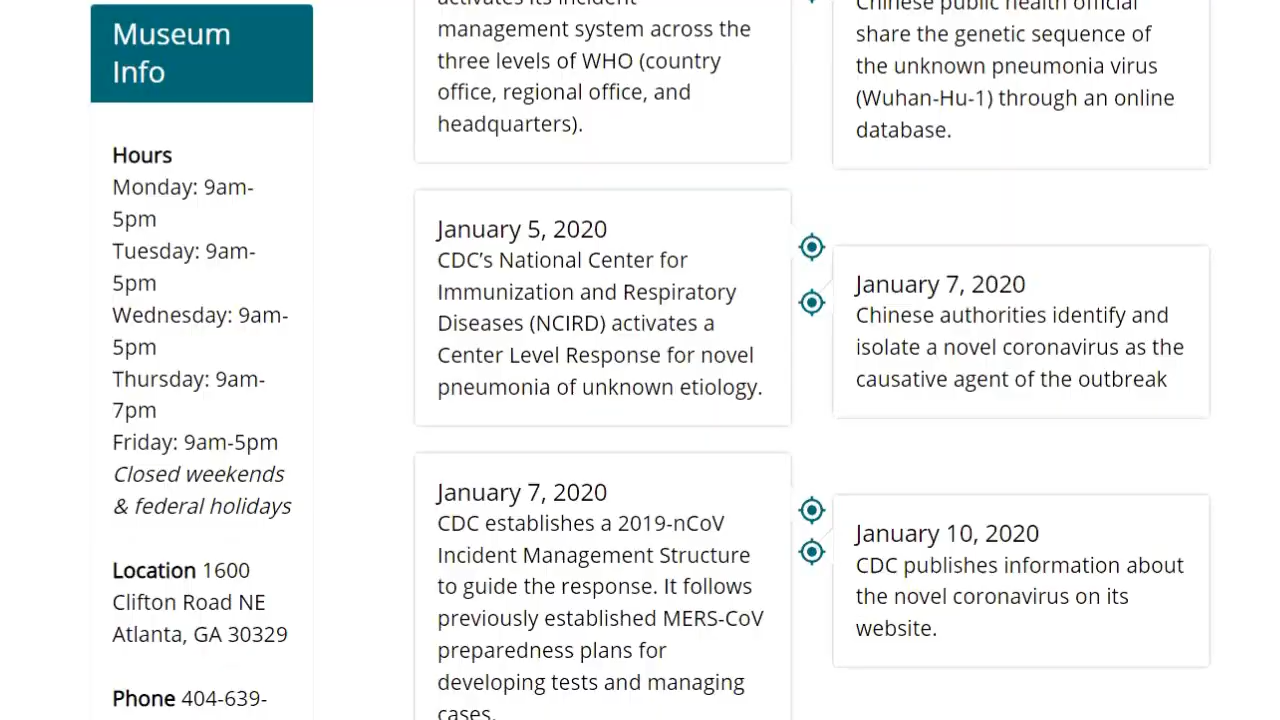 Museum
Info
Hours
Monday: 9am-
5pm
Tuesday: 9am-
5pm
Wednesday: 9am-
5pm
Thursday: 9am-
7pm
Friday: 9am-5pm
Closed weekends
& federal holidays
Location 1600
Clifton Road NE
Atlanta, GA 30329
Phone 404-639-
activates its incident
management system across the
three levels of WHO (country
office, regional office, and
headquarters).
Chinese public health official
share the genetic sequence of
the unknown pneumonia virus
(Wuhan-Hu-1) through an online
database.
January 5, 2020
CDC’s National Center for
Immunization and Respiratory
Diseases (NCIRD) activates a
Center Level Response for novel
pneumonia of unknown etiology.
January 7, 2020
Chinese authorities identify and
isolate a novel coronavirus as the
causative agent of the outbreak
January 7, 2020
CDC establishes a 2019-nCoV
Incident Management Structure
to guide the response. It follows
previously established MERS-CoV
preparedness plans for
developing tests and managing
cases.
January 10, 2020
CDC publishes information about
the novel coronavirus on its
website.